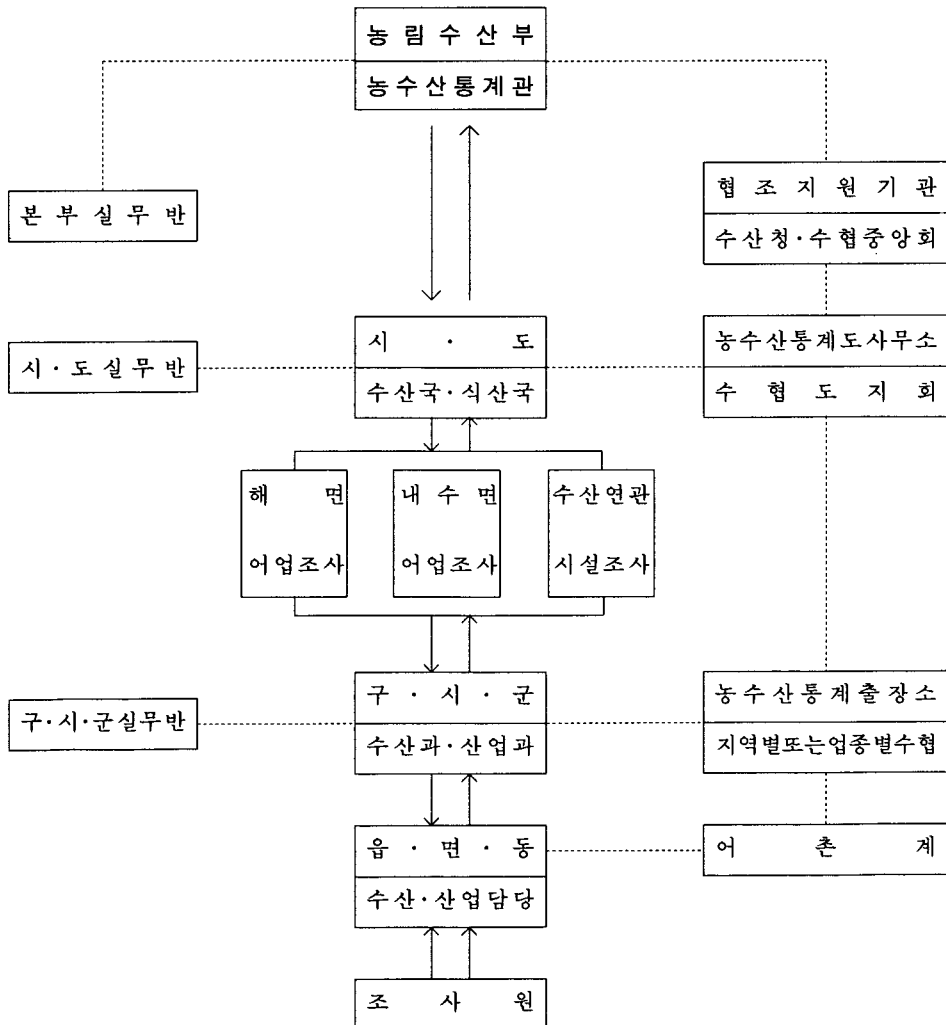 농림수산부
농수산통계관
본부실무반
협조지원기관
수산청·수협중앙회
시·도실무반
시·도
수산국·식산국
농수산통계도사무소
수협도지회
해면
어업조사
내수면
어업조사
수산연관
시설조사
구·시·군실무반
구·시·군
수산과·산업과
농수산통계출장소
지역별또는업종별수협
읍·면·동
수산·산업담당
어촌계
조사원